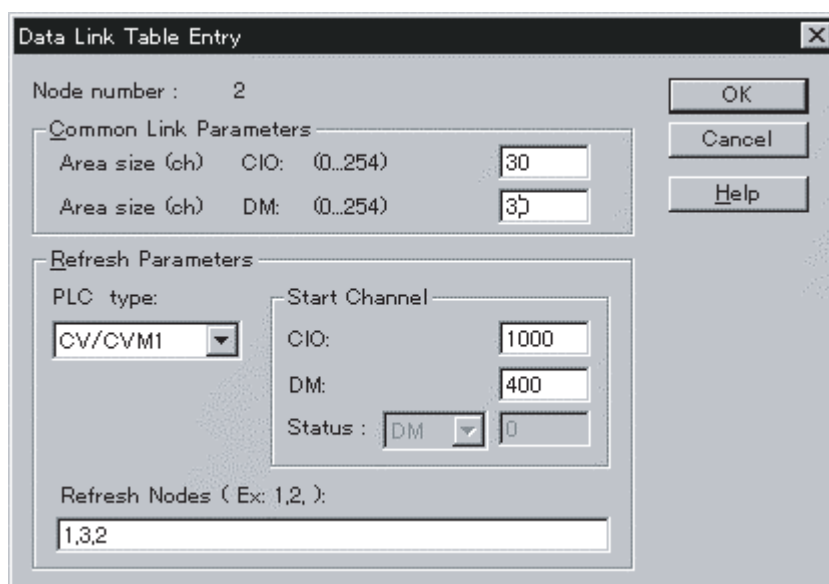 Data Link Table Entry
Node number : 2
OK
Common Link Parameters
Cancel
Area size (ch) CIO: (0...254) 30
Area size (ch) DM: (0...254) 30
Help
Refresh Parameters
PLC type:
Start Channel
CV/CVM1
CIO: 1000
DM: 400
Status : DM 0
Refresh Nodes ( Ex: 1,2, ):
1,3,2